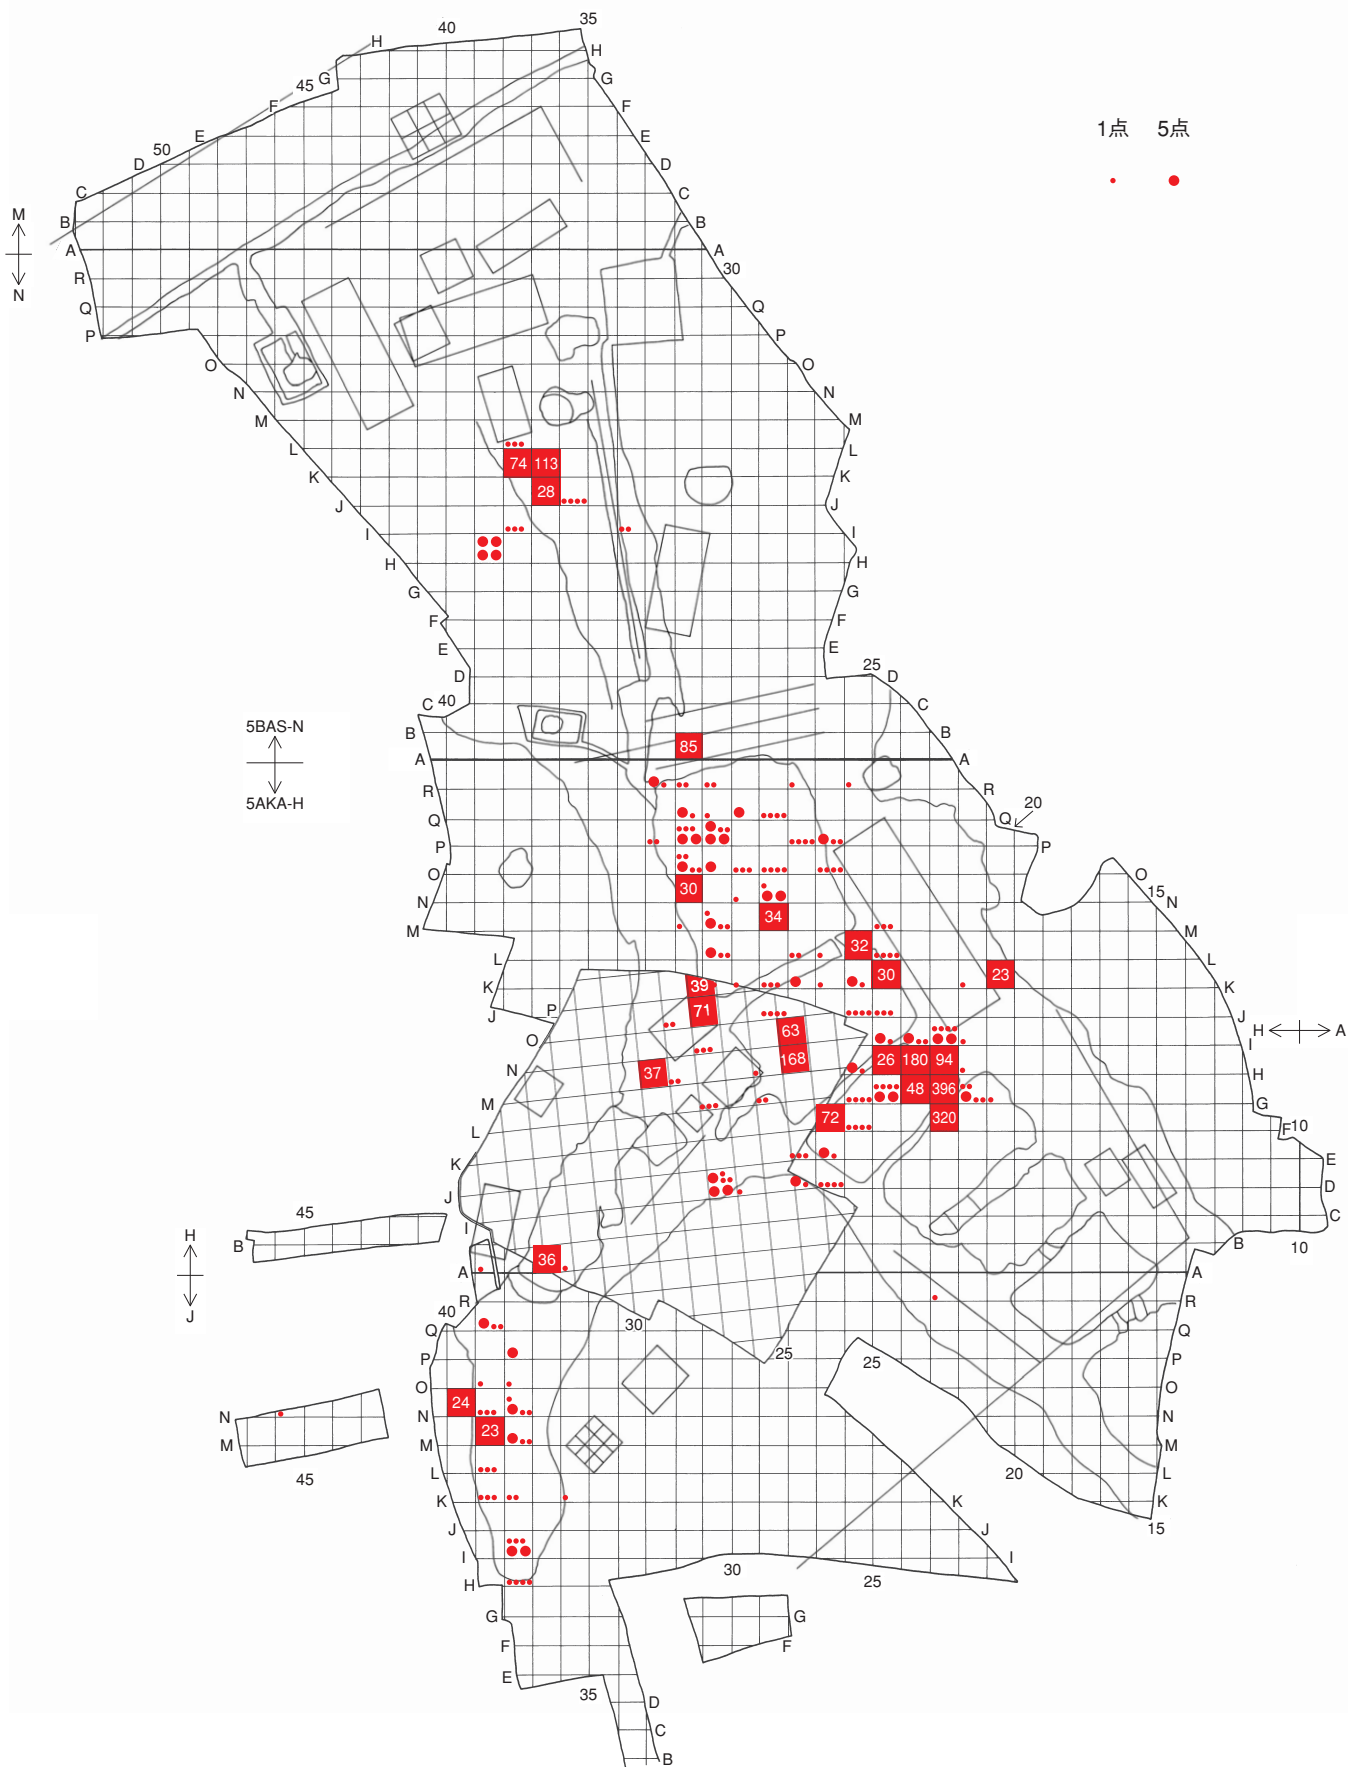 35
40
H
H
G
45
G
F
F
E
E
50
D
D
C
C
B
B
A
A
R
30
Q
Q
P
P
O
O
N
N
M
M
L
L
K
K
J
J
I
I
H
H
G
G
F
F
E
E
D
25
D
C
40
C
B
B
A
A
R
R
Q
Q
20
P
P
O
O
15
N
N
M
M
L
L
K
K
J
J
P
O
I
N
H
M
G
L
F
10
K
E
J
D
I
C
B
10
A
A
R
R
40
Q
Q
30
P
P
25
25
O
O
N
N
M
M
L
L
20
K
K
K
J
J
15
I
I
H
30
25
G
G
F
F
E
35
D
C
B
1点 5点
M
N
5BAS-N
5AKA-H
H
A
H
J
45
B
N
M
45
74 113
28
85
30
34
32
30
23
39
71
63
168
37
26 180 94
48 396
72
320
36
24
23